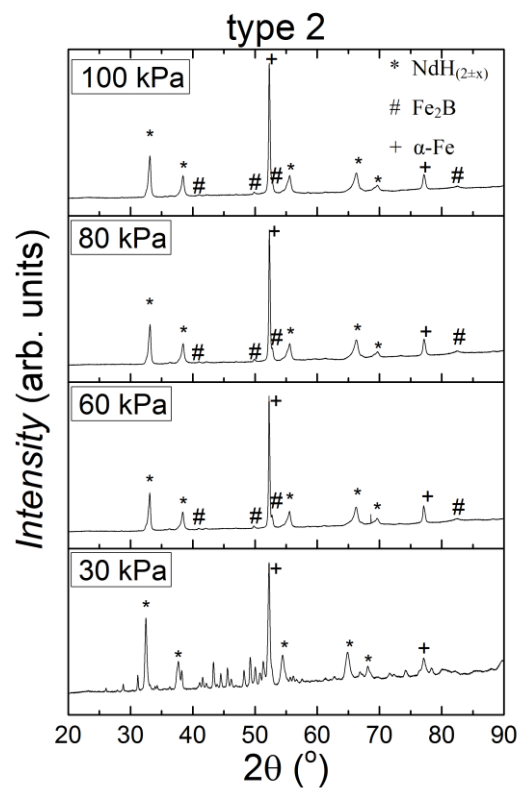 type 2
100 kPa
* NdH(2±x)
# Fe2B
+ α-Fe
+
* * # # # * * * + #
80 kPa
+
* * # # # * * * + #
60 kPa
+
* * # # # * * * + #
30 kPa
+
* * * * * +
Intensity (arb. units)
20 30 40 50 60 70 80 90
2θ (°)